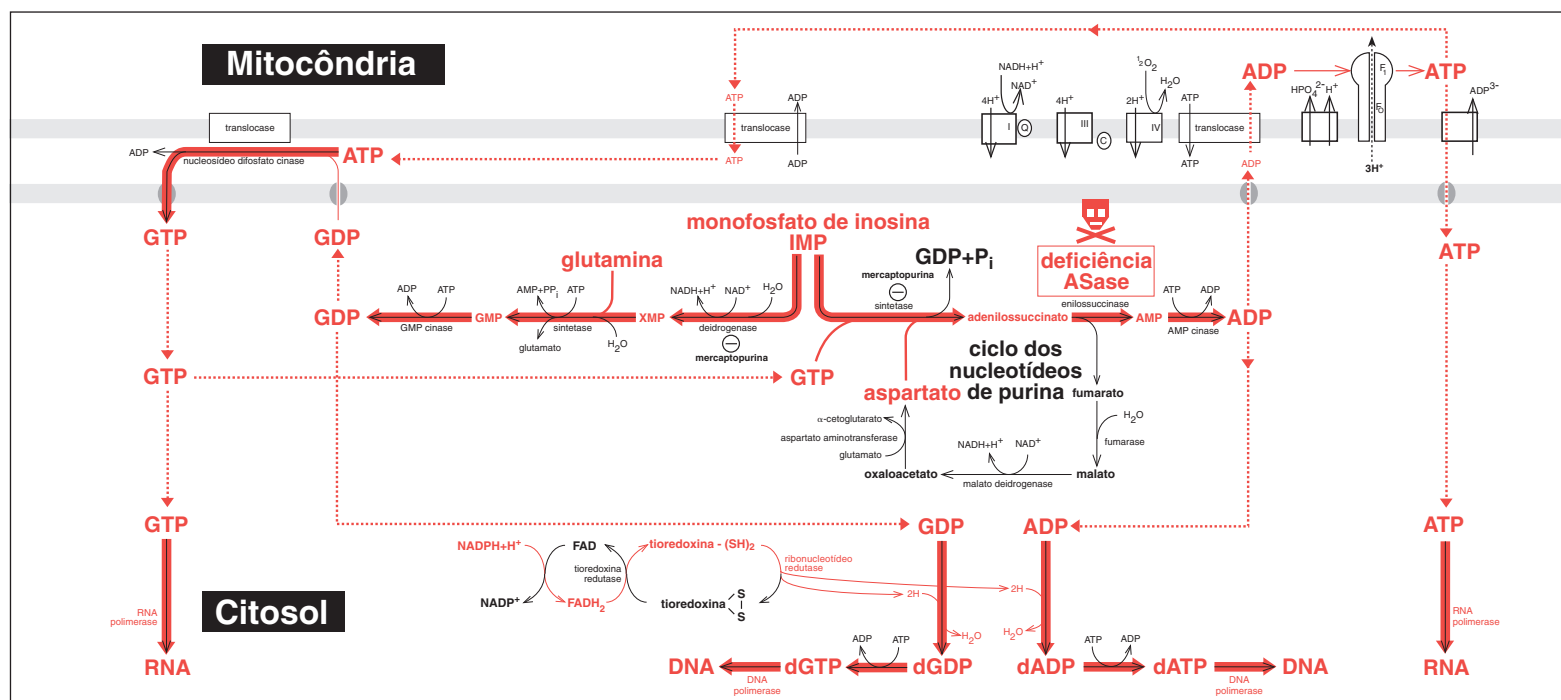 Mitocôndria
translocase
ADP
nucleosídeo difosfato cinase
ATP
GTP
GDP
ATP
translocase
ADP
ATP
ADP
NADH+H+
NAD+
4H+
I
Q
4H+
III
C
½O2
H2O
2H+
IV
ATP
translocase
ATP
ADP
ADP
HPO4 2-
H+
F1
FO
3H+
ATP
ADP3-
ATP
monofosfato de inosina
IMP
glutamina
GDP
ADP
ATP
GMP cinase
GMP
AMP+PPi
ATP
sintetase
glutamato
H2O
XMP
NADH+H+
NAD+
H2O
deidrogenase
mercaptopurina
mercaptopurina
sintetase
GDP+Pi
deficiência
ASase
enilossuccinase
adenilossuccinato
AMP
ATP
ADP
AMP cinase
ADP
GTP
GTP
aspartato
ciclo dos
nucleotídeos
de purina
fumarato
H2O
fumarase
malato
NADH+H+
NAD+
malato deidrogenase
oxaloacetato
α-cetoglutarato
aspartato aminotransferase
glutamato
GTP
GDP
ADP
ATP
NADPH+H+
NADP+
FAD
FADH2
tioredoxina
redutase
tioredoxina - (SH)2
tioredoxina
S
S
ribonucleotídeo
redutase
2H
2H
H2O
H2O
Citosol
RNA
polimerase
RNA
RNA
polimerase
RNA
DNA
DNA
polimerase
dGTP
ADP
ATP
dGDP
dADP
ATP
ADP
dATP
DNA
polimerase
DNA